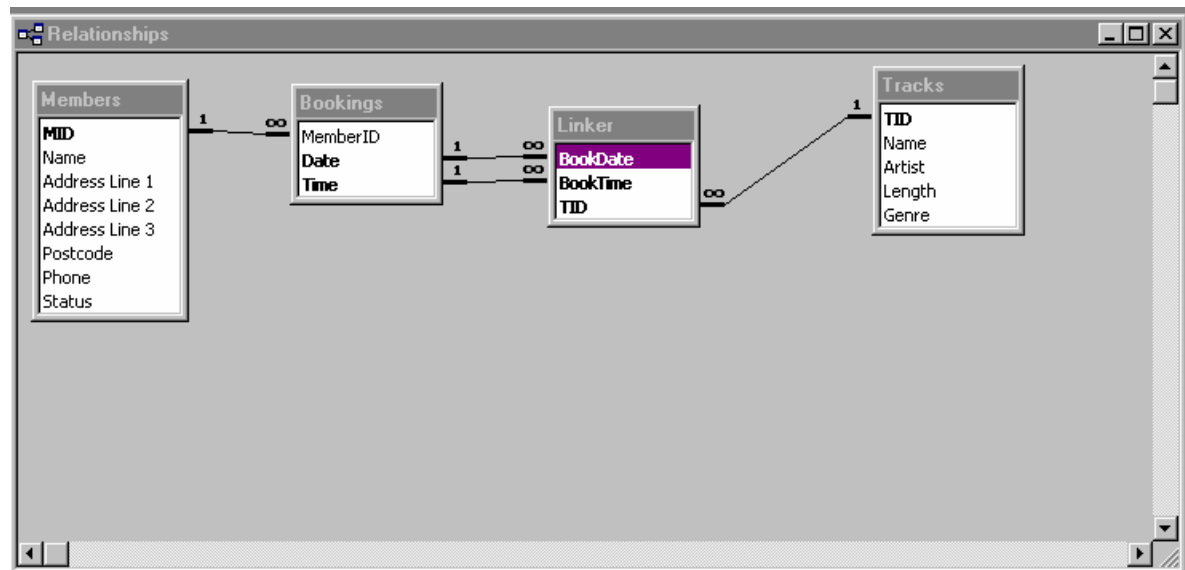 Relationships
Members
MID
Name
Address Line 1
Address Line 2
Address Line 3
Postcode
Phone
Status
1
∞
Bookings
MemberID
Date
Time
1
∞
1
∞
Linker
BookDate
BookTime
TID
∞
1
Tracks
TID
Name
Artist
Length
Genre